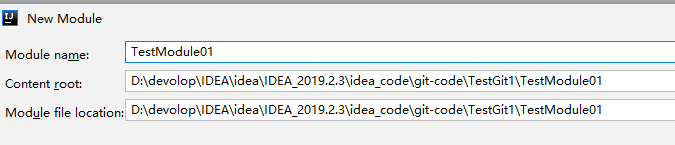 New Module
Module name: TestModule01
Content root: D:\devolop\IDEA\idea\IDEA_2019.2.3\idea_code\git-code\TestGit1\TestModule01
Module file location: D:\devolop\IDEA\idea\IDEA_2019.2.3\idea_code\git-code\TestGit1\TestModule01